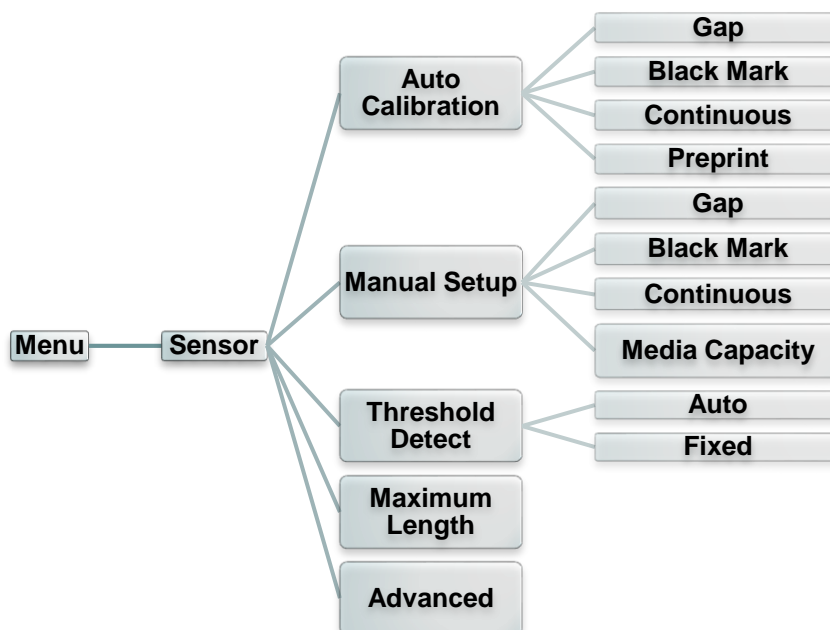 Menu
Sensor
Auto
Calibration
Gap
Black Mark
Continuous
Preprint
Manual Setup
Gap
Black Mark
Continuous
Media Capacity
Threshold
Detect
Auto
Fixed
Maximum
Length
Advanced